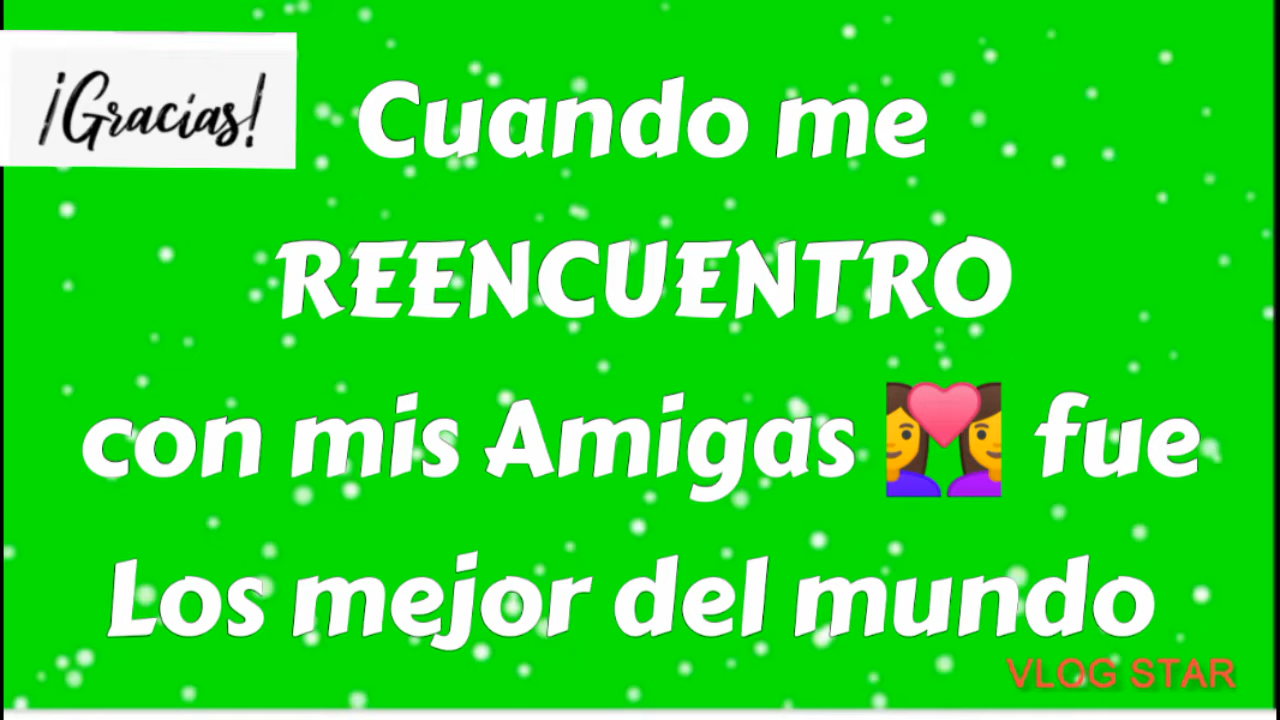 ¡Gracias!
Cuando me
REENCUENTRO
con mis Amigas 👩‍❤️‍👩 fue
Los mejor del mundo
VLOG STAR